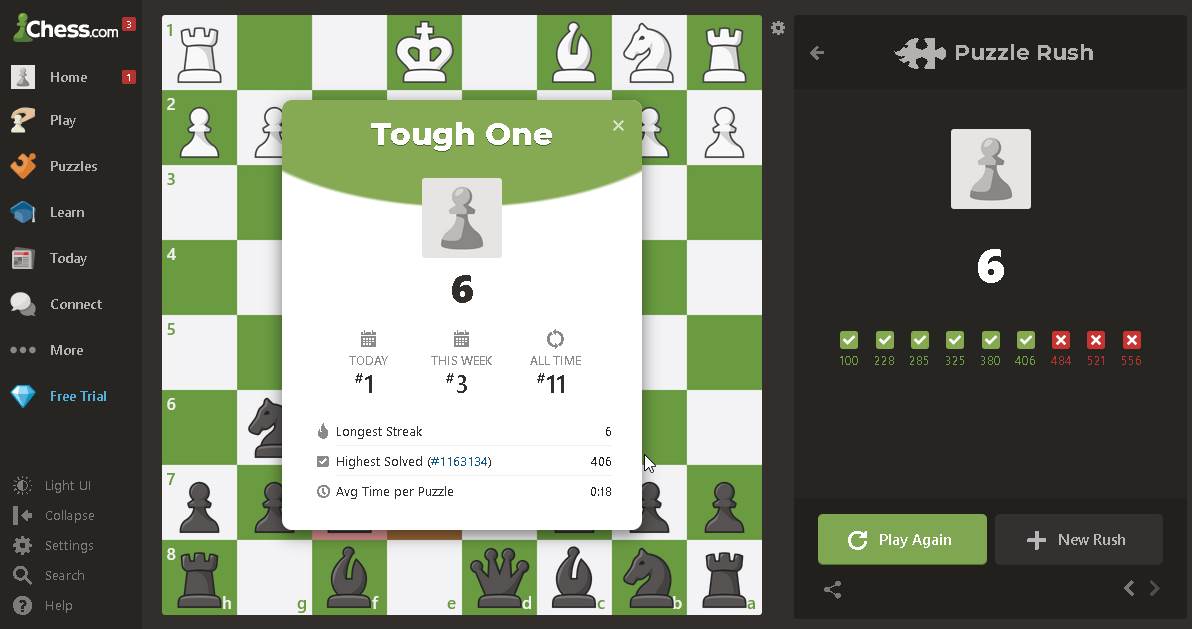 Chess.com 3
Home 1
Play
Puzzles
Learn
Today
Connect
More
Free Trial
Light UI
Collapse
Settings
Search
Help
1
2
3
4
5
6
7
8
h g f e d c b a
Tough One
6
TODAY THIS WEEK ALL TIME
#1 #3 #11
Longest Streak 6
Highest Solved (#1163134) 406
Avg Time per Puzzle 0:18
Puzzle Rush
6
100 228 285 325 380 406 484 521 556
Play Again New Rush